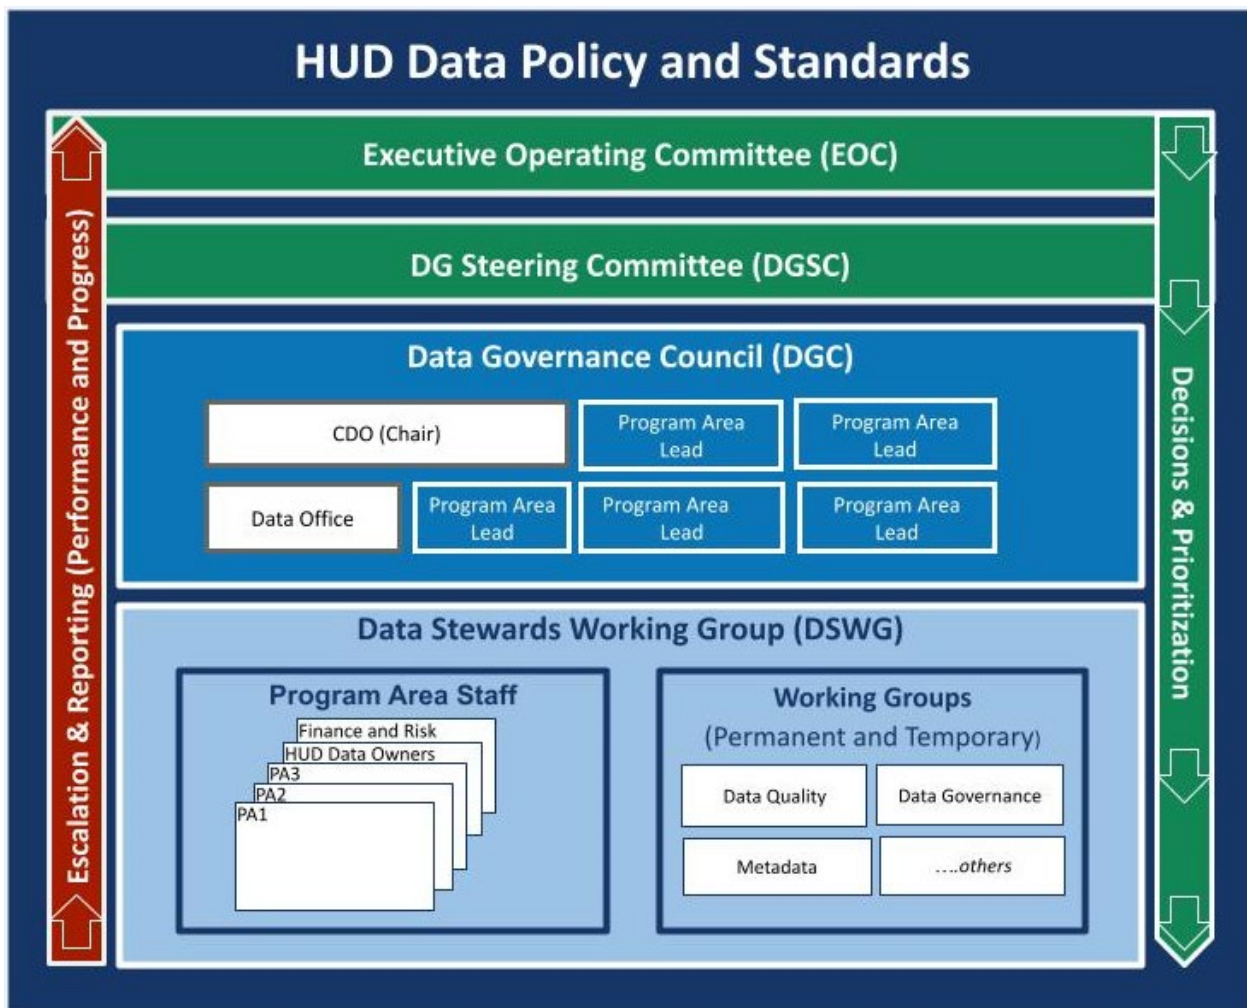 HUD Data Policy and Standards
Executive Operating Committee (EOC)
DG Steering Committee (DGSC)
Escalation & Reporting (Performance and Progress)
Decisions & Prioritization
Data Governance Council (DGC)
CDO (Chair)
Program Area
Lead
Program Area
Lead
Data Office
Program Area
Lead
Program Area
Lead
Program Area
Lead
Data Stewards Working Group (DSWG)
Program Area Staff
Finance and Risk
HUD Data Owners
PA3
PA2
PA1
Working Groups
(Permanent and Temporary)
Data Quality
Data Governance
Metadata
....others